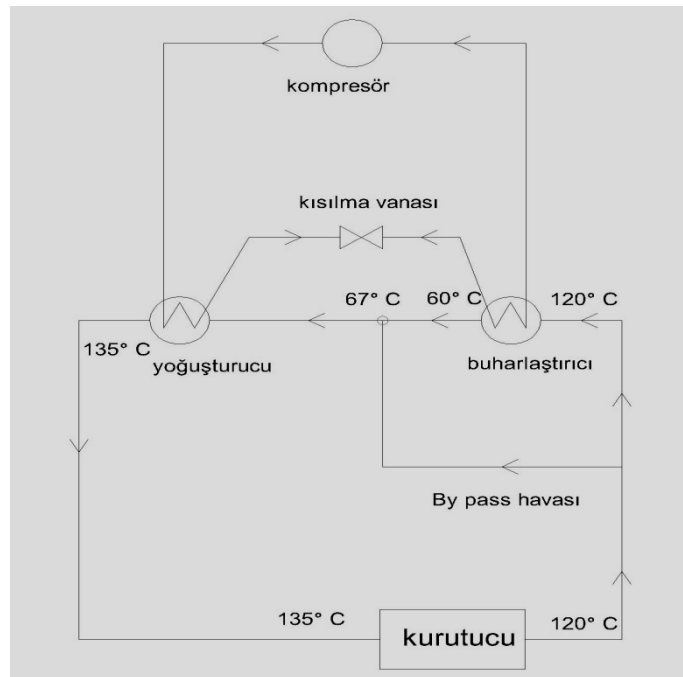 kompresör
kısılma vanası
67° C
60° C
120° C
135° C
yoğuşturucu
buharlaştırıcı
By pass havası
135° C
kurutucu
120° C